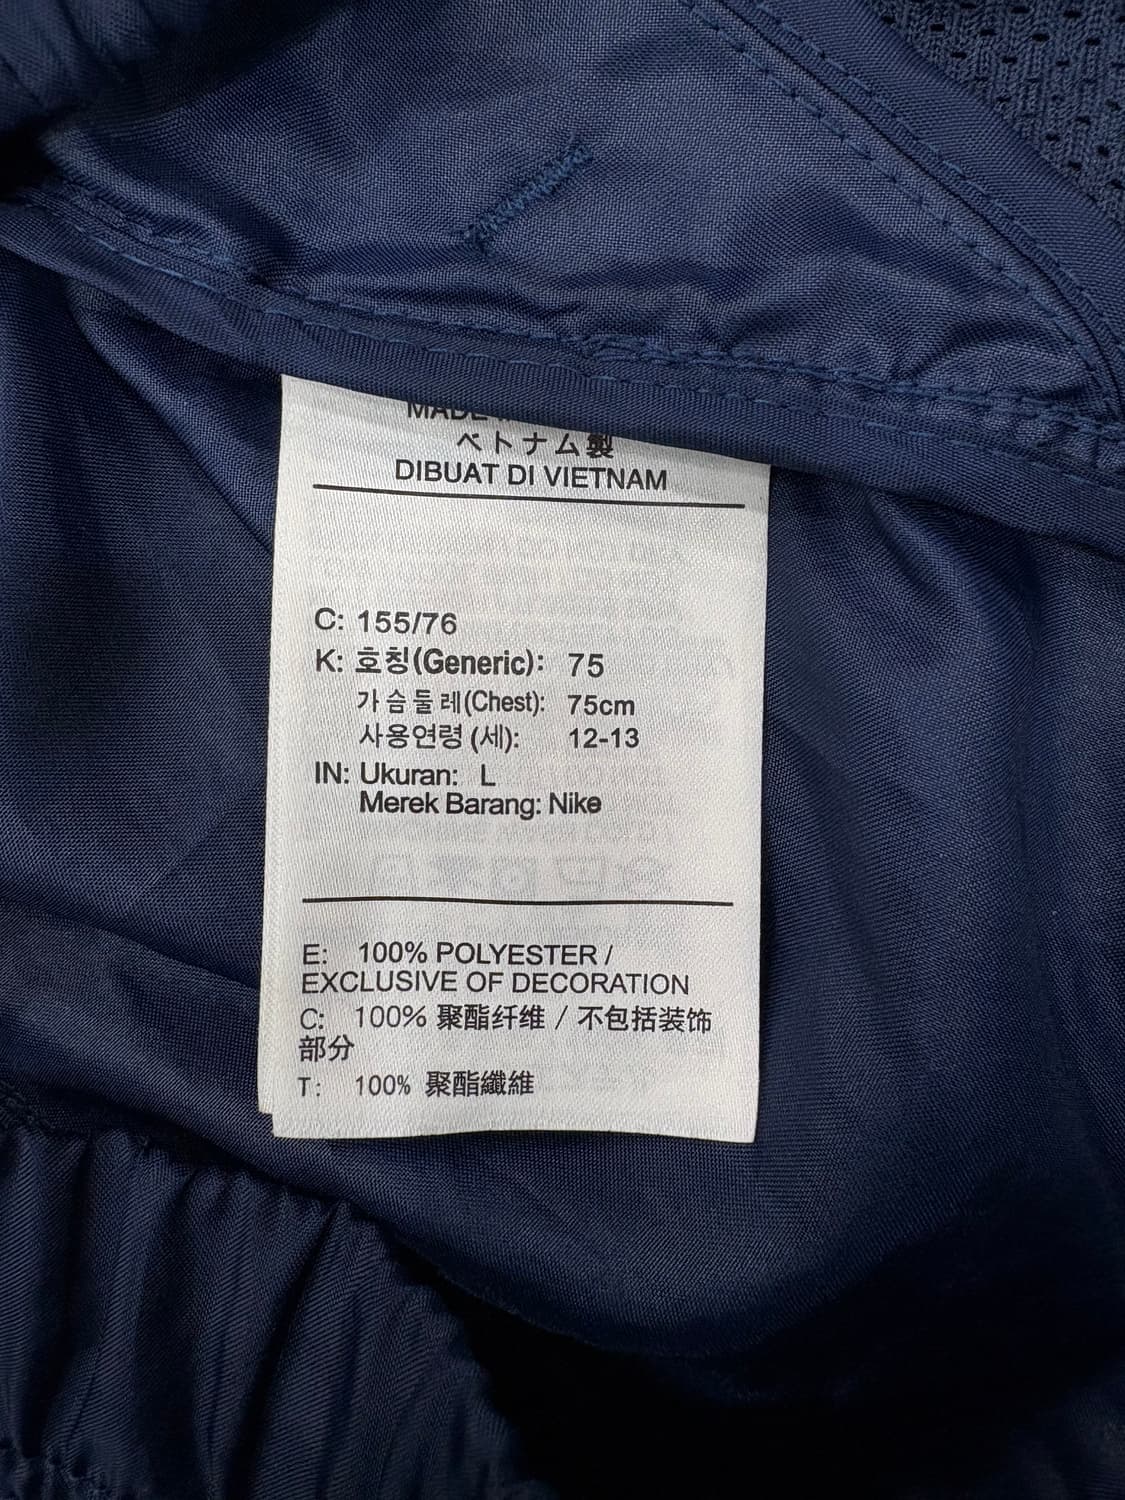 MADE
ベトナム製
DIBUAT DI VIETNAM
C: 155/76
K: 호칭(Generic): 75
가슴둘레(Chest): 75cm
사용연령 (세): 12-13
IN: Ukuran: L
Merek Barang: Nike
E: 100% POLYESTER /
EXCLUSIVE OF DECORATION
C: 100% 聚酯纤维 / 不包括装饰
部分
T: 100% 聚酯纖維